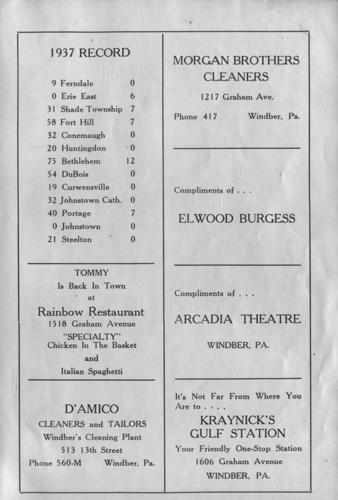 1937 RECORD
9 Ferndale 0
0 Erie East 6
31 Shade Township 7
58 Fort Hill 7
32 Conemaugh 0
20 Huntingdon 0
75 Bethlehem 12
54 DuBois 0
19 Curwensville 0
32 Johnstown Cath. 0
40 Portage 7
0 Johnstown 0
21 Steelton 0
TOMMY
Is Back In Town
at
Rainbow Restaurant
1518 Graham Avenue
"SPECIALTY"
Chicken In The Basket
and
Italian Spaghetti
D'AMICO
CLEANERS and TAILORS
Windber's Cleaning Plant
513 13th Street
Phone 560-M Windber, Pa.
MORGAN BROTHERS
CLEANERS
1217 Graham Ave.
Phone 417 Windber, Pa.
Compliments of . . .
ELWOOD BURGESS
Compliments of . . .
ARCADIA THEATRE
WINDBER, PA.
It's Not Far From Where You
Are to . . . .
KRAYNICK'S
GULF STATION
Your Friendly One-Stop Station
1606 Graham Avenue
WINDBER, PA.